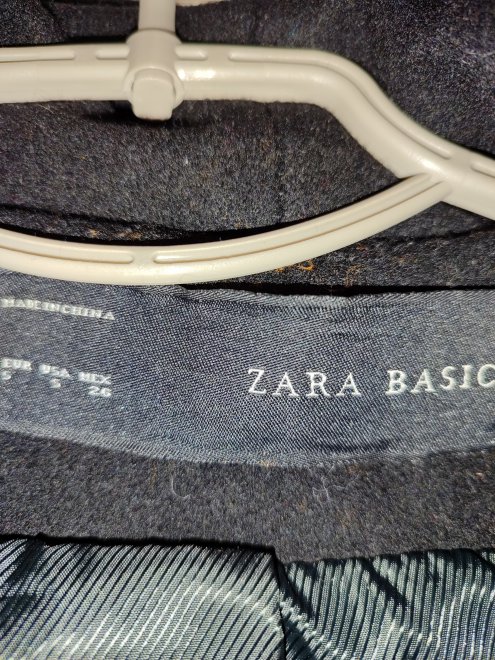 MADE IN CHINA
EUR USA MEX
S S 26
ZARA BASIC